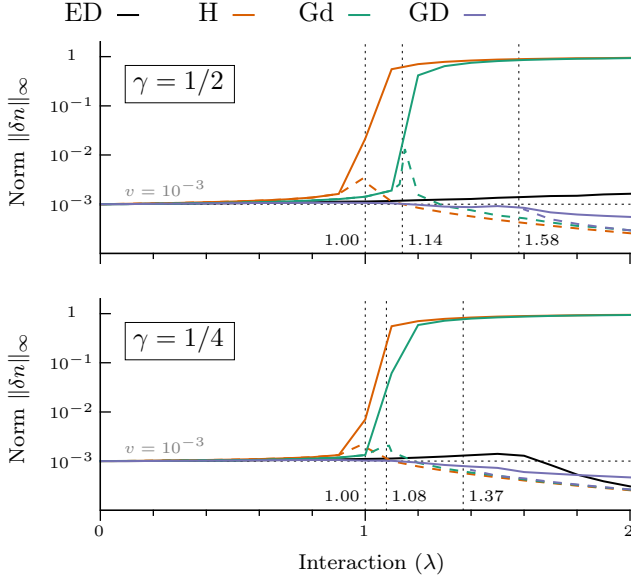 ED H Gd GD
Norm ||δn||∞
1
10⁻¹
10⁻²
10⁻³
γ = 1/2
v = 10⁻³
1.00 1.14 1.58
Norm ||δn||∞
1
10⁻¹
10⁻²
10⁻³
γ = 1/4
v = 10⁻³
1.00 1.08 1.37
0 1 2
Interaction (λ)